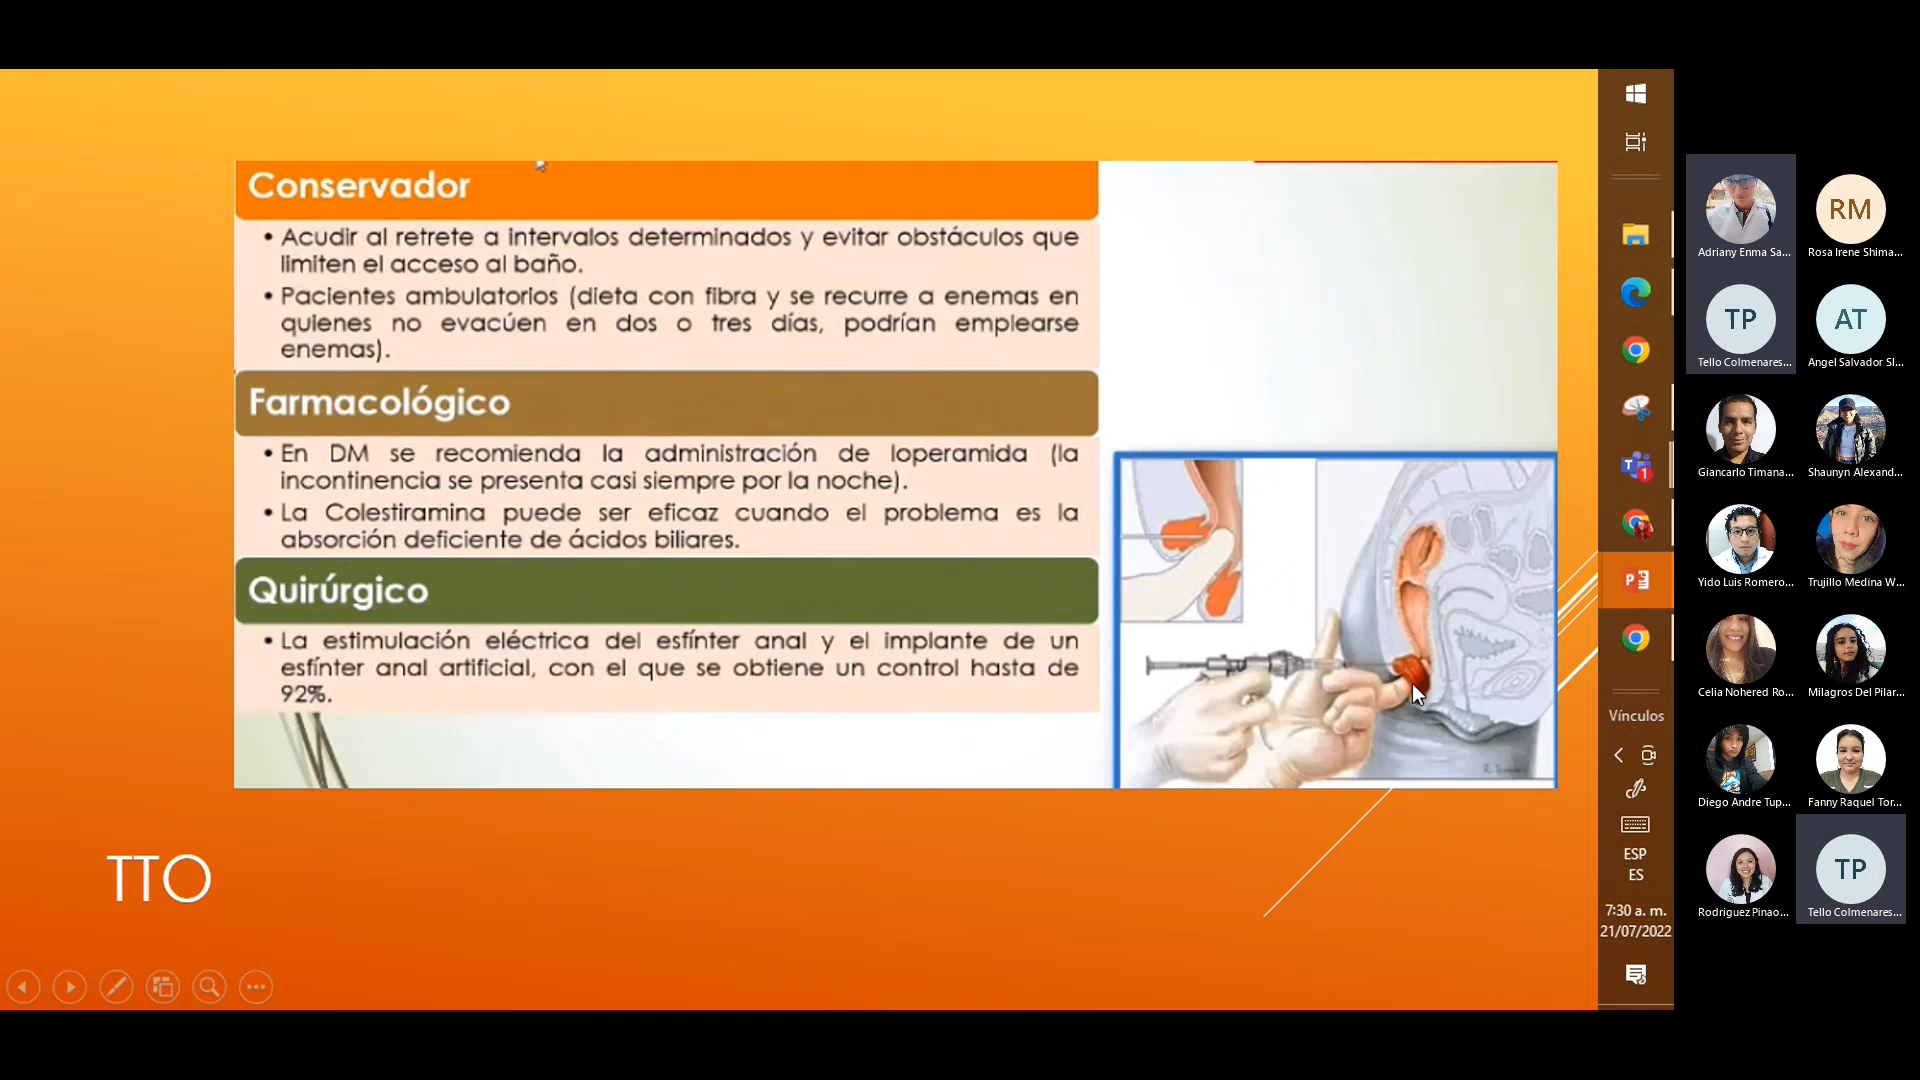 Conservador
• Acudir al retrete a intervalos determinados y evitar obstáculos que
limiten el acceso al baño.
• Pacientes ambulatorios (dieta con fibra y se recurre a enemas en
quienes no evacúen en dos o tres días, podrían emplearse
enemas).
Farmacológico
• En DM se recomienda la administración de loperamida (la
incontinencia se presenta casi siempre por la noche).
• La Colestiramina puede ser eficaz cuando el problema es la
absorción deficiente de ácidos biliares.
Quirúrgico
• La estimulación eléctrica del esfínter anal y el implante de un
esfínter anal artificial, con el que se obtiene un control hasta de
92%.
TTO
Vínculos
ESP
ES
7:30 a. m.
21/07/2022
Adriany Enma Sa...
RM
Rosa Irene Shima...
TP
Tello Colmenares...
AT
Angel Salvador Sl...
Giancarlo Timana...
Shaunyn Alexand...
Yido Luis Romero...
Trujillo Medina W...
Celia Nohered Ro...
Milagros Del Pilar...
Diego Andre Tup...
Fanny Raquel Tor...
Rodriguez Pinao...
TP
Tello Colmenares...